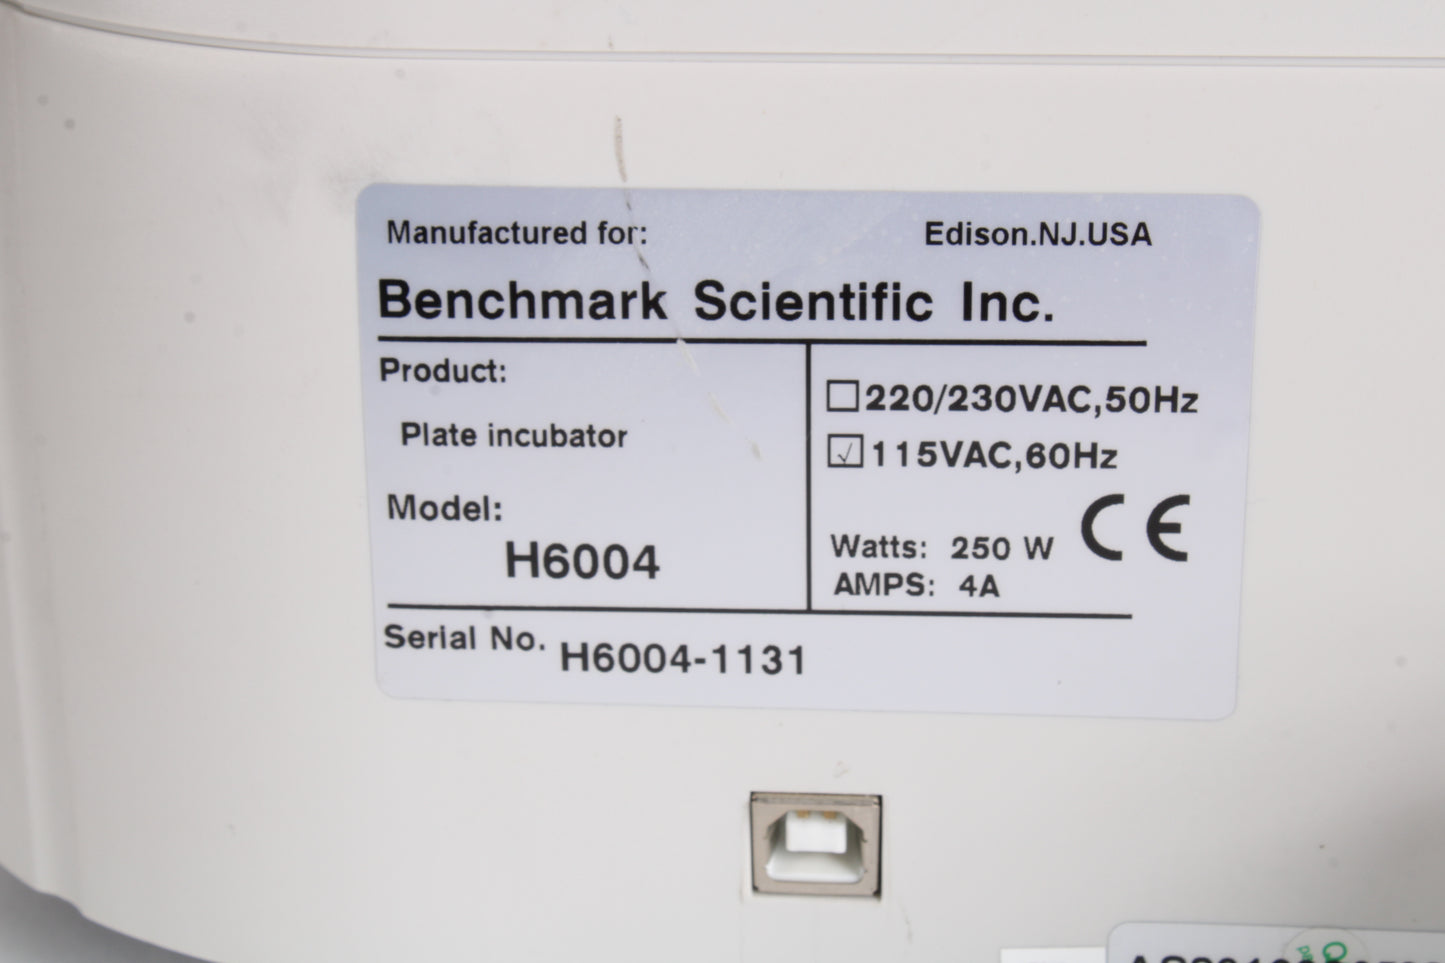 Manufactured for: Edison.NJ.USA
Benchmark Scientific Inc.
Product:
Plate incubator
Model:
H6004
220/230VAC,50Hz
115VAC,60Hz
Watts: 250 W
AMPS: 4A
CE
Serial No. H6004-1131